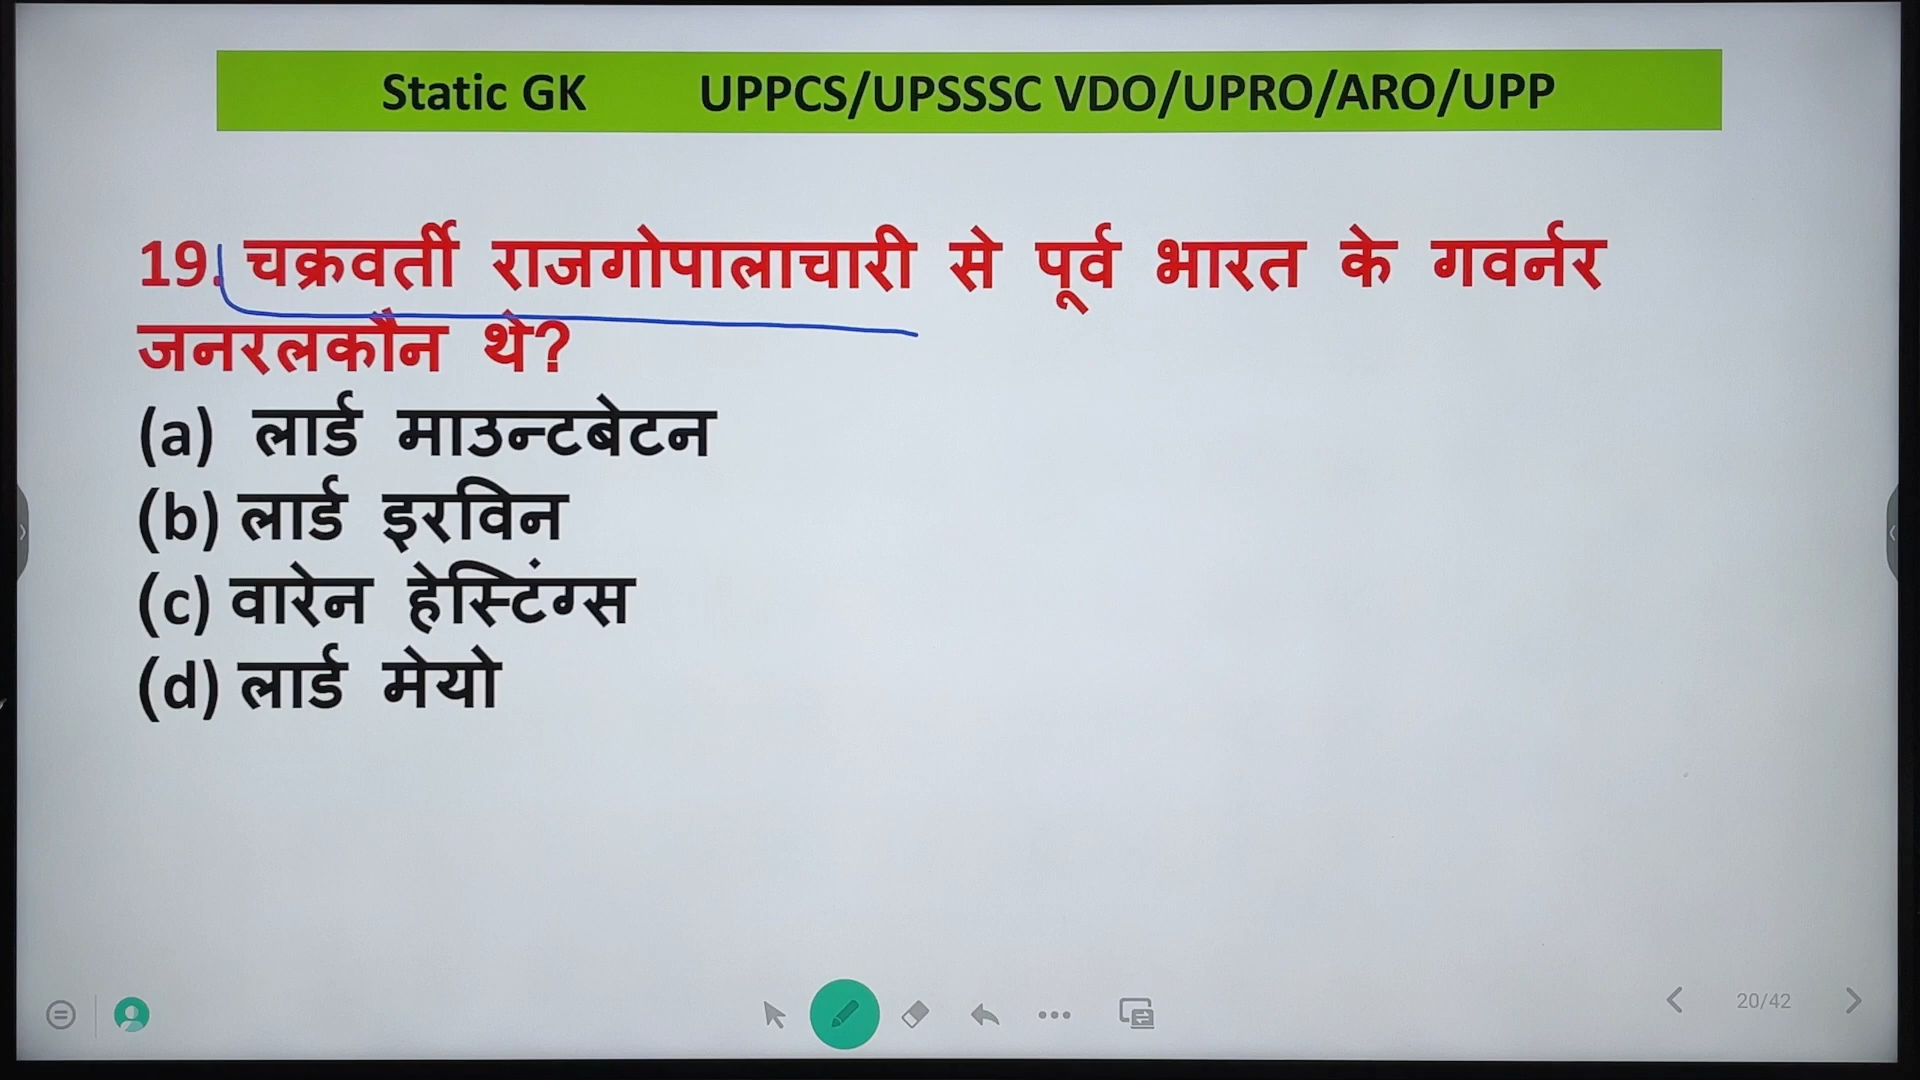 Static GK UPPCS/UPSSSC VDO/UPRO/ARO/UPP
19. चक्रवर्ती राजगोपालाचारी से पूर्व भारत के गवर्नर
जनरलकौन थे?
(a) लार्ड माउन्टबेटन
(b) लार्ड इरविन
(c) वारेन हेस्टिंग्स
(d) लार्ड मेयो
20/42